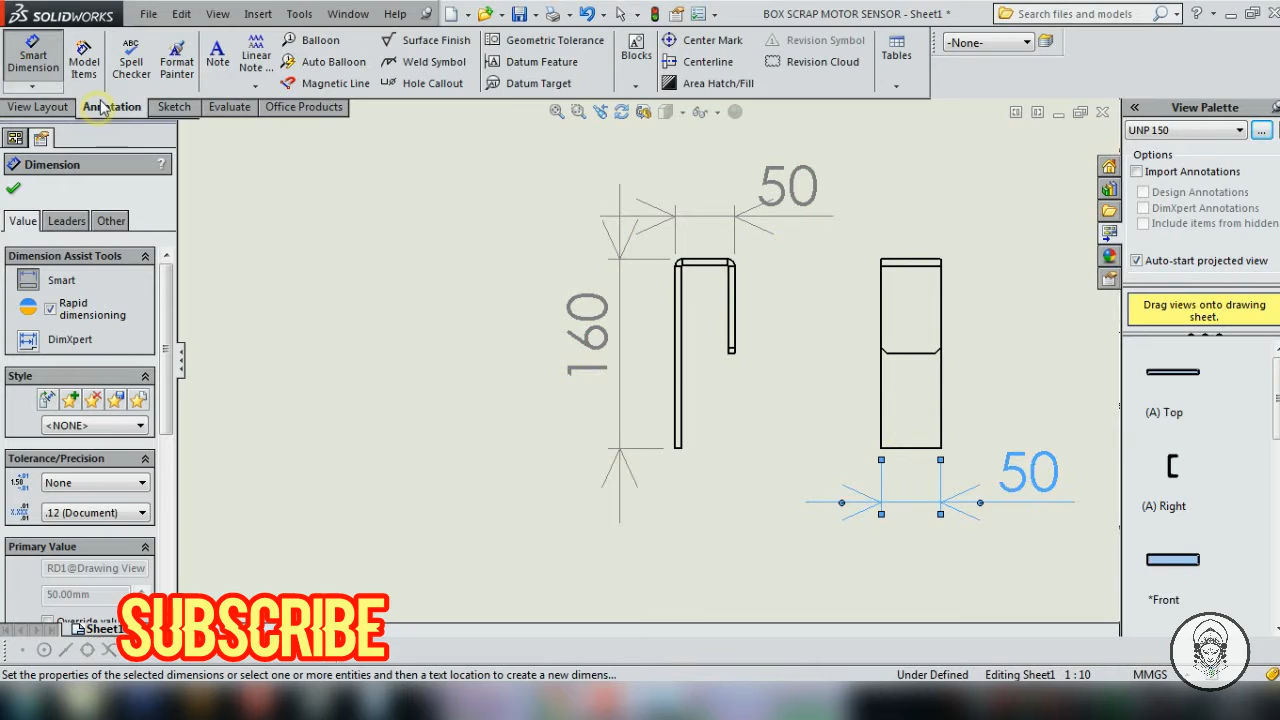 SOLIDWORKS
File Edit View Insert Tools Window Help
BOX SCRAP MOTOR SENSOR - Sheet1 *
Search files and models
Smart Dimension
Model Items
Spell Checker
Format Painter
Note
Linear Note ...
Balloon
Auto Balloon
Magnetic Line
Surface Finish
Weld Symbol
Hole Callout
Geometric Tolerance
Datum Feature
Datum Target
Blocks
Center Mark
Centerline
Area Hatch/Fill
Revision Symbol
Revision Cloud
Tables
-None-
View Layout Annotation Sketch Evaluate Office Products
Dimension ?
Value Leaders Other
Dimension Assist Tools
Smart
Rapid dimensioning
DimXpert
Style
<NONE>
Tolerance/Precision
None
.12 (Document)
Primary Value
RD1@Drawing View
50.00mm
Override valu
50
160
50
View Palette
UNP 150
...
Options
Import Annotations
Design Annotations
DimXpert Annotations
Include items from hidden
Auto-start projected view
Drag views onto drawing
sheet.
(A) Top
(A) Right
*Front
Sheet1
SUBSCRIBE
Set the properties of the selected dimensions or select one or more entities and then a text location to create a new dimens...
Under Defined Editing Sheet1 1 : 10 MMGS